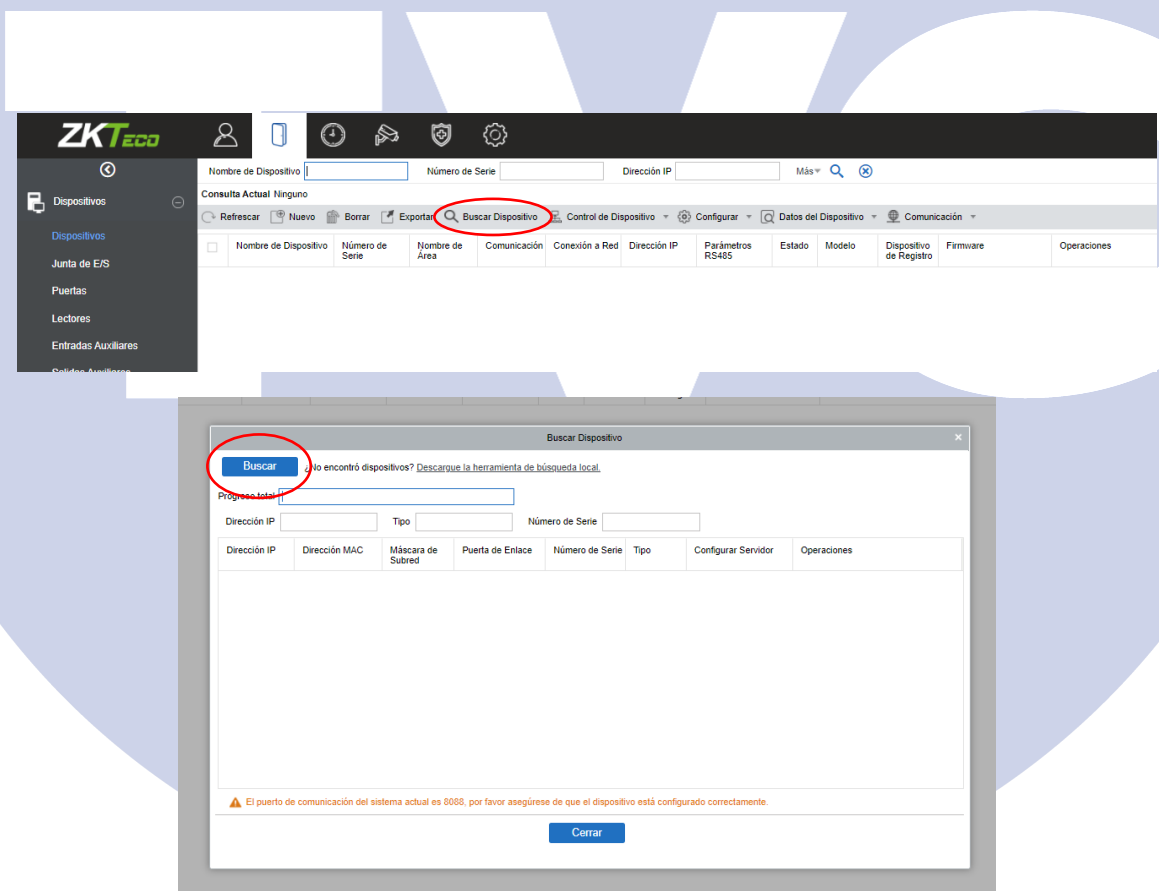 TVC
ZKTECO
Nombre de Dispositivo Número de Serie Dirección IP Más
Consulta Actual Ninguno
Refrescar Nuevo Borrar Exportar Buscar Dispositivo Control de Dispositivo Configurar Datos del Dispositivo Comunicación
Nombre de Dispositivo Número de Serie Nombre de Área Comunicación Conexión a Red Dirección IP Parámetros RS485 Estado Modelo Dispositivo de Registro Firmware Operaciones
Dispositivos
Dispositivos
Junta de E/S
Puertas
Lectores
Entradas Auxiliares
Salidas Auxiliares
Buscar Dispositivo
Buscar ¿No encontró dispositivos? Descargue la herramienta de búsqueda local.
Progreso total
Dirección IP Tipo Número de Serie
Dirección IP Dirección MAC Máscara de Subred Puerta de Enlace Número de Serie Tipo Configurar Servidor Operaciones
El puerto de comunicación del sistema actual es 8088, por favor asegúrese de que el dispositivo está configurado correctamente.
Cerrar